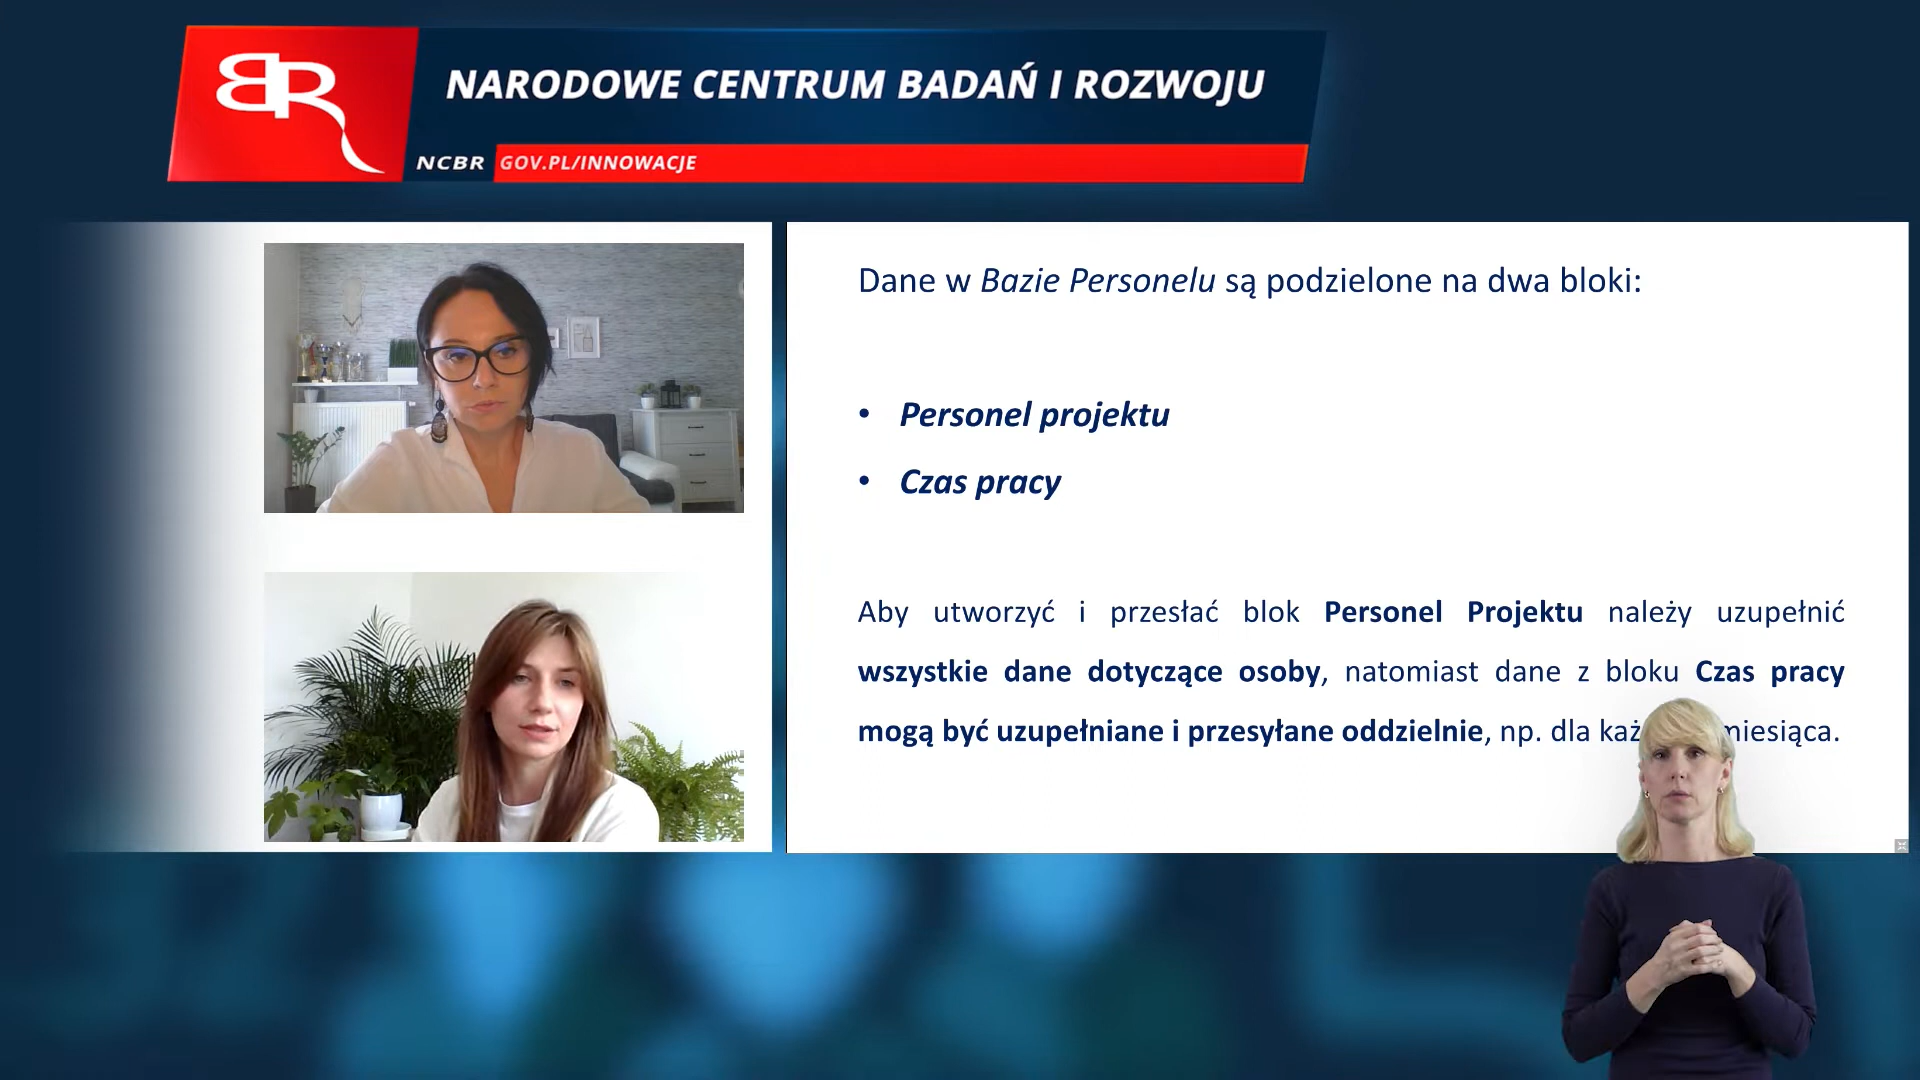 BR
NARODOWE CENTRUM BADAŃ I ROZWOJU
NCBR GOV.PL/INNOWACJE
Dane w Bazie Personelu są podzielone na dwa bloki:
• Personel projektu
• Czas pracy
Aby utworzyć i przesłać blok Personel Projektu należy uzupełnić
wszystkie dane dotyczące osoby, natomiast dane z bloku Czas pracy
mogą być uzupełniane i przesyłane oddzielnie, np. dla miesiąca.